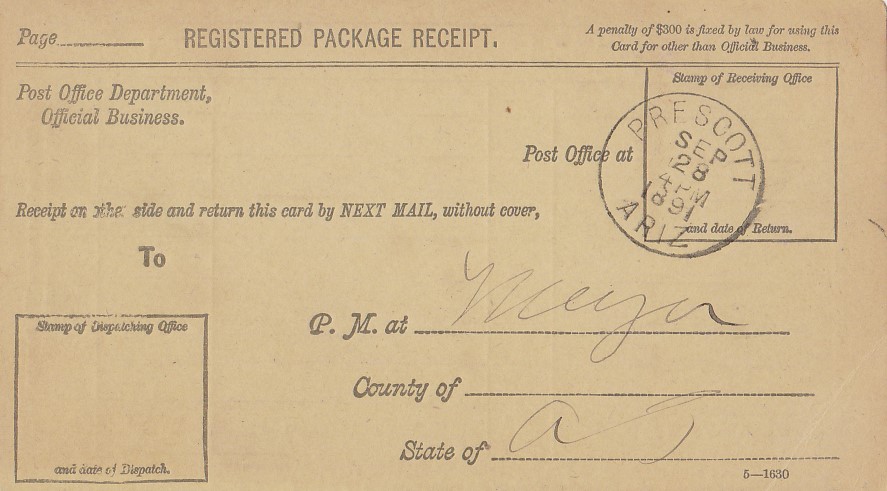 Page
REGISTERED PACKAGE RECEIPT.
A penalty of $300 is fixed by law for using this
Card for other than Official Business.
Post Office Department,
Official Business.
Stamp of Receiving Office
Post Office at
PRESCOTT
SEP
28
4 PM
1891
ARIZ
and date of Return.
Receipt on the side and return this card by NEXT MAIL, without cover,
To
Stamp of Dispatching Office
and date of Dispatch.
P. M. at Meyer
County of
State of A T
5—1630